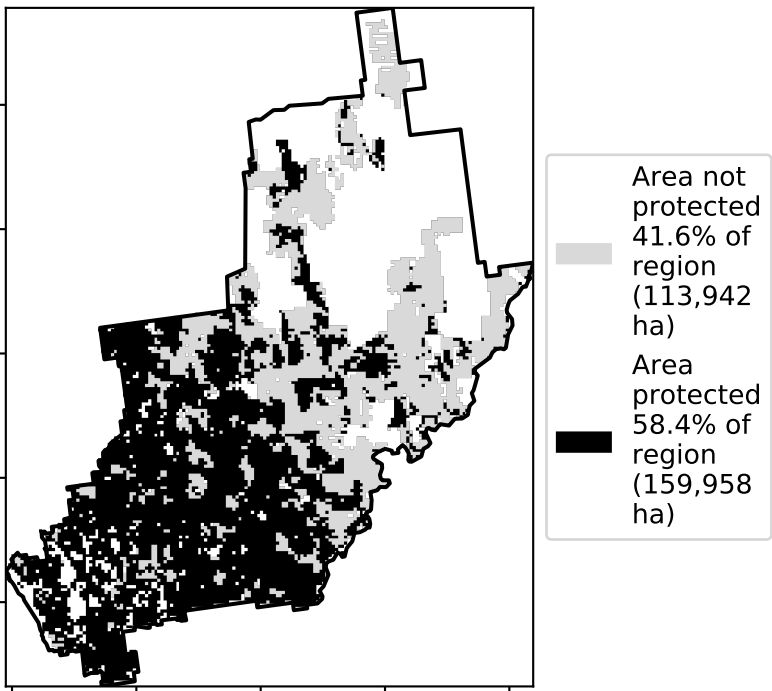 Area not
protected
41.6% of
region
(113,942
ha)
Area
protected
58.4% of
region
(159,958
ha)